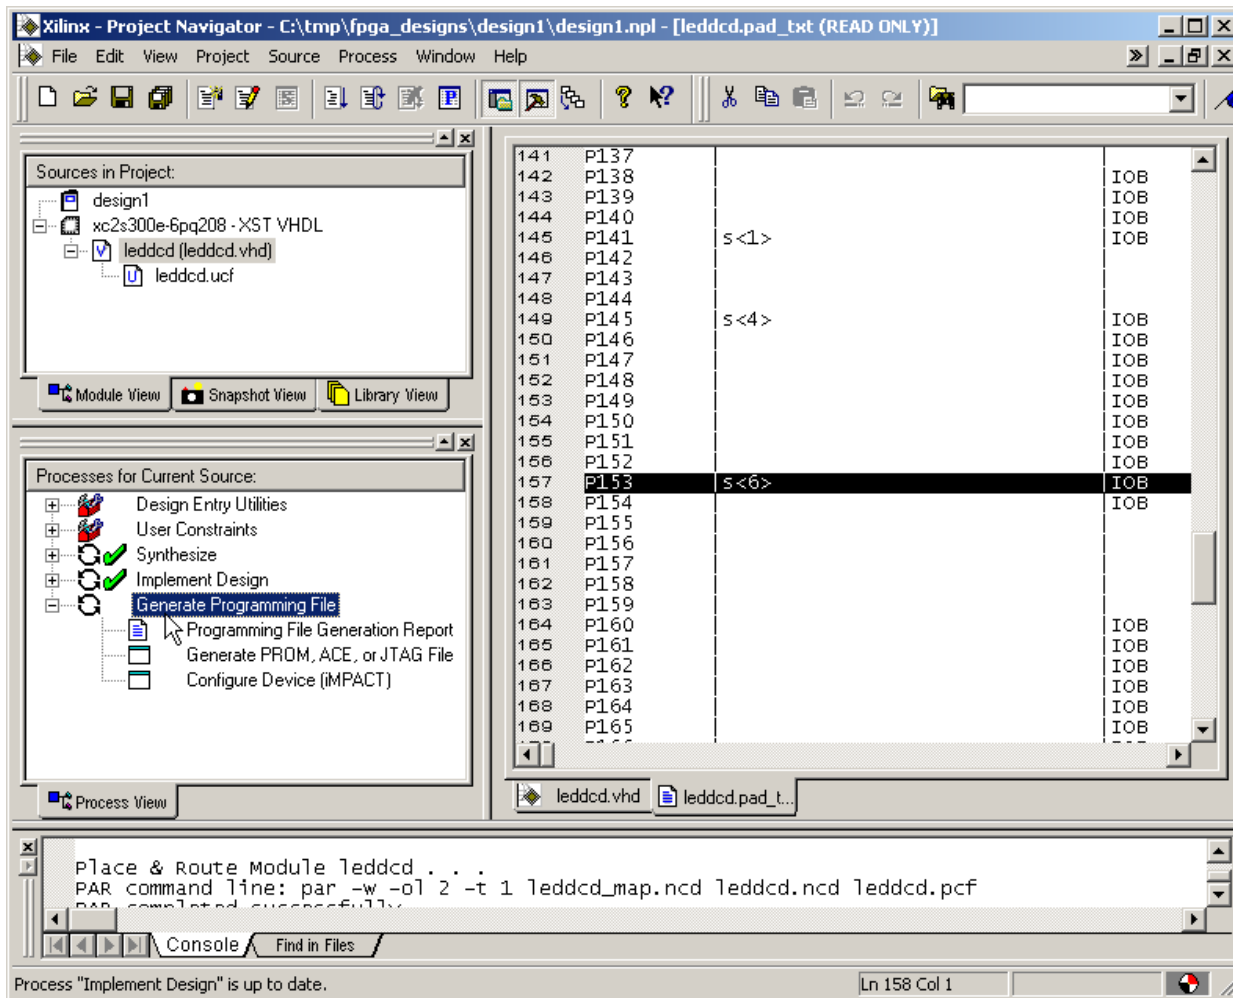 Xilinx - Project Navigator - C:\tmp\fpga_designs\design1\design1.npl - [leddcd.pad_txt (READ ONLY)]
File Edit View Project Source Process Window Help
Sources in Project:
design1
xc2s300e-6pq208 - XST VHDL
leddcd (leddcd.vhd)
leddcd.ucf
Module View Snapshot View Library View
Processes for Current Source:
Design Entry Utilities
User Constraints
Synthesize
Implement Design
Generate Programming File
Programming File Generation Report
Generate PROM, ACE, or JTAG File
Configure Device (iMPACT)
Process View
141 P137 | |
142 P138 | | IOB
143 P139 | | IOB
144 P140 | | IOB
145 P141 | s<1> | IOB
146 P142 | |
147 P143 | |
148 P144 | |
149 P145 | s<4> | IOB
150 P146 | | IOB
151 P147 | | IOB
152 P148 | | IOB
153 P149 | | IOB
154 P150 | | IOB
155 P151 | | IOB
156 P152 | | IOB
157 P153 | s<6> | IOB
158 P154 | | IOB
159 P155 | |
160 P156 | |
161 P157 | |
162 P158 | |
163 P159 | |
164 P160 | | IOB
165 P161 | | IOB
166 P162 | | IOB
167 P163 | | IOB
168 P164 | | IOB
169 P165 | | IOB
leddcd.vhd leddcd.pad_t...
Place & Route Module leddcd . . .
PAR command line: par -w -ol 2 -t 1 leddcd_map.ncd leddcd.ncd leddcd.pcf
PAR completed successfully
Console Find in Files
Process "Implement Design" is up to date. Ln 158 Col 1